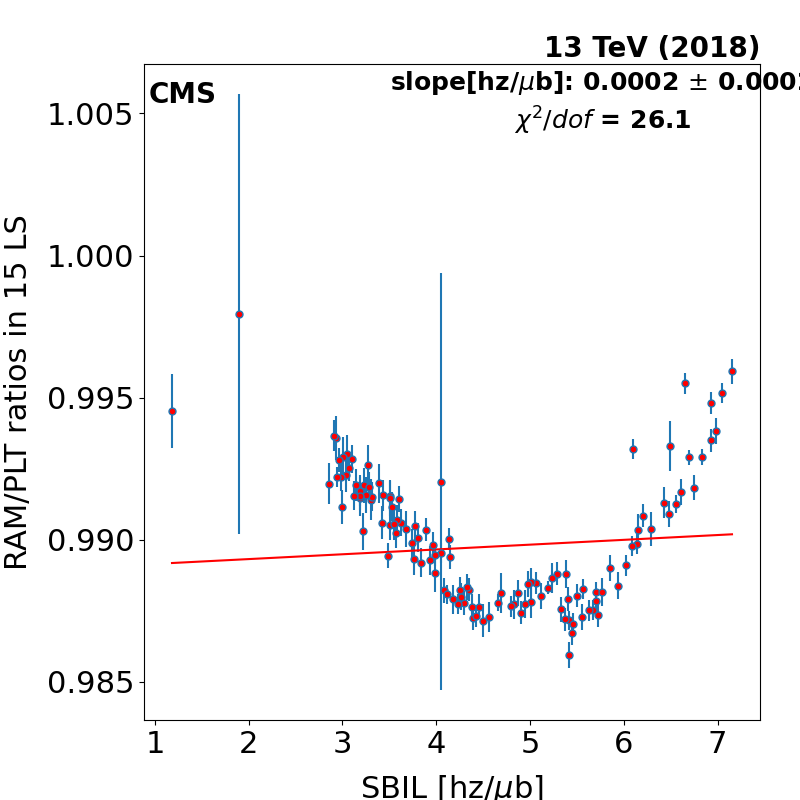 13 TeV (2018)
CMS
slope[hz/μb]: 0.0002 ± 0.000
χ²/dof = 26.1
1.005
1.000
0.995
0.990
0.985
RAM/PLT ratios in 15 LS
1 2 3 4 5 6 7
SBIL [hz/μb]